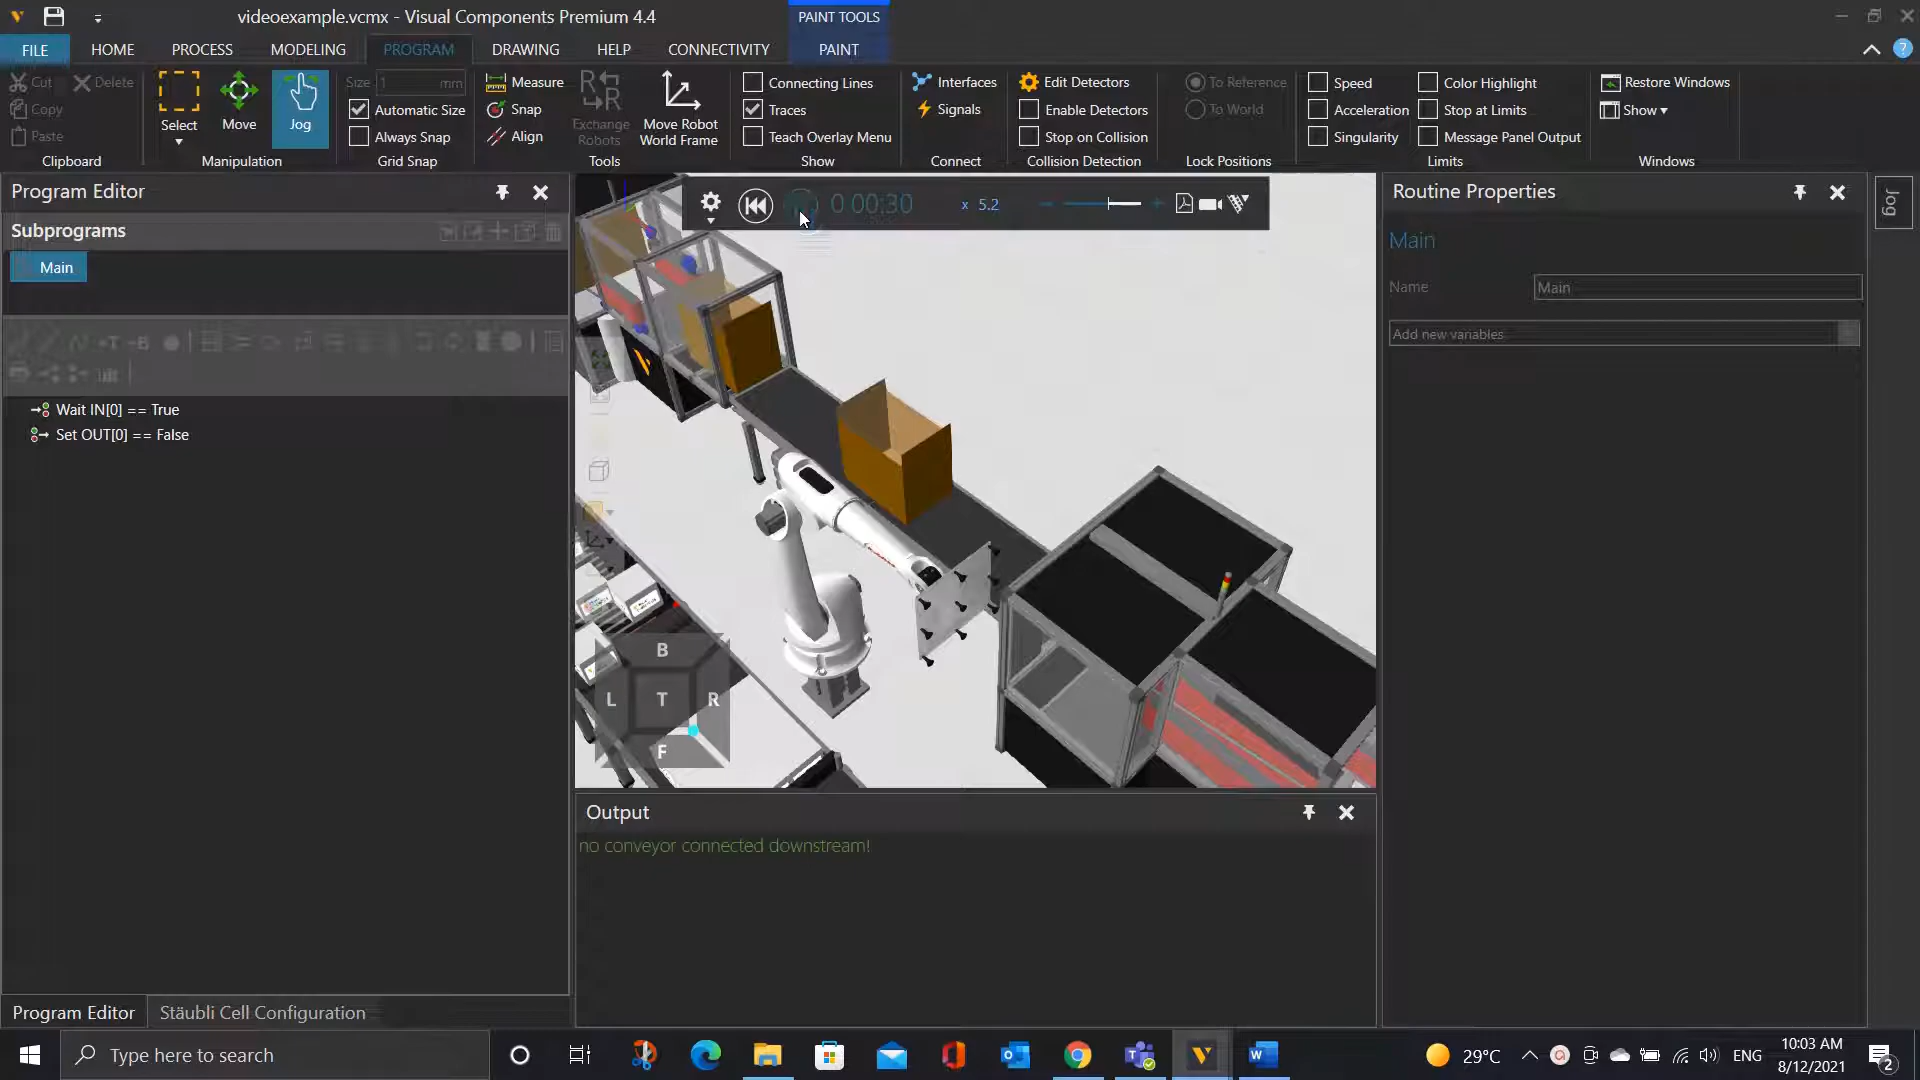 videoexample.vcmx - Visual Components Premium 4.4
PAINT TOOLS
FILE
HOME
PROCESS
MODELING
PROGRAM
DRAWING
HELP
CONNECTIVITY
PAINT
Cut
Delete
Copy
Paste
Clipboard
Select
Move
Jog
Manipulation
Size
1
mm
Automatic Size
Always Snap
Grid Snap
Measure
Snap
Align
R
R
Exchange
Robots
Move Robot
World Frame
Tools
Connecting Lines
Traces
Teach Overlay Menu
Show
Interfaces
Signals
Connect
Edit Detectors
Enable Detectors
Stop on Collision
Collision Detection
To Reference
To World
Lock Positions
Speed
Acceleration
Singularity
Color Highlight
Stop at Limits
Message Panel Output
Limits
Restore Windows
Show
Windows
Program Editor
Subprograms
Main
Wait IN[0] == True
Set OUT[0] == False
0 00:30
x 5.2
B
L T R
F
Output
no conveyor connected downstream!
Routine Properties
Main
Name
Main
Add new variables
Jog
Program Editor
Stäubli Cell Configuration
Type here to search
29°C
ENG
10:03 AM
8/12/2021
2